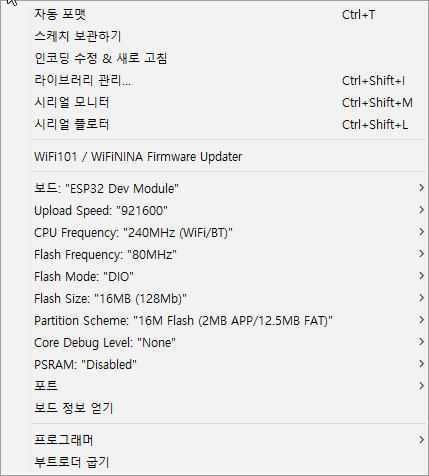 자동 포맷 Ctrl+T
스케치 보관하기
인코딩 수정 & 새로 고침
라이브러리 관리... Ctrl+Shift+I
시리얼 모니터 Ctrl+Shift+M
시리얼 플로터 Ctrl+Shift+L
WiFi101 / WiFiNINA Firmware Updater
보드: "ESP32 Dev Module"
Upload Speed: "921600"
CPU Frequency: "240MHz (WiFi/BT)"
Flash Frequency: "80MHz"
Flash Mode: "DIO"
Flash Size: "16MB (128Mb)"
Partition Scheme: "16M Flash (2MB APP/12.5MB FAT)"
Core Debug Level: "None"
PSRAM: "Disabled"
포트
보드 정보 얻기
프로그래머
부트로더 굽기